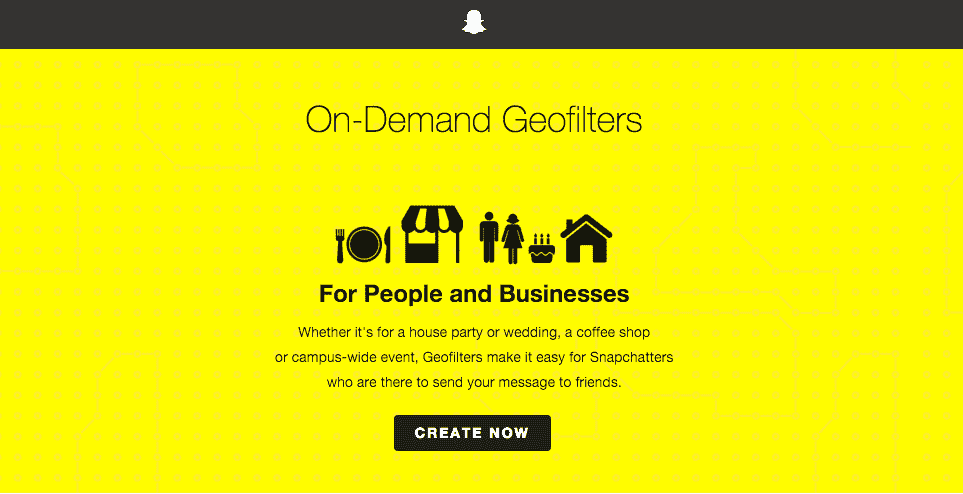 On-Demand Geofilters
For People and Businesses
Whether it's for a house party or wedding, a coffee shop
or campus-wide event, Geofilters make it easy for Snapchatters
who are there to send your message to friends.
CREATE NOW